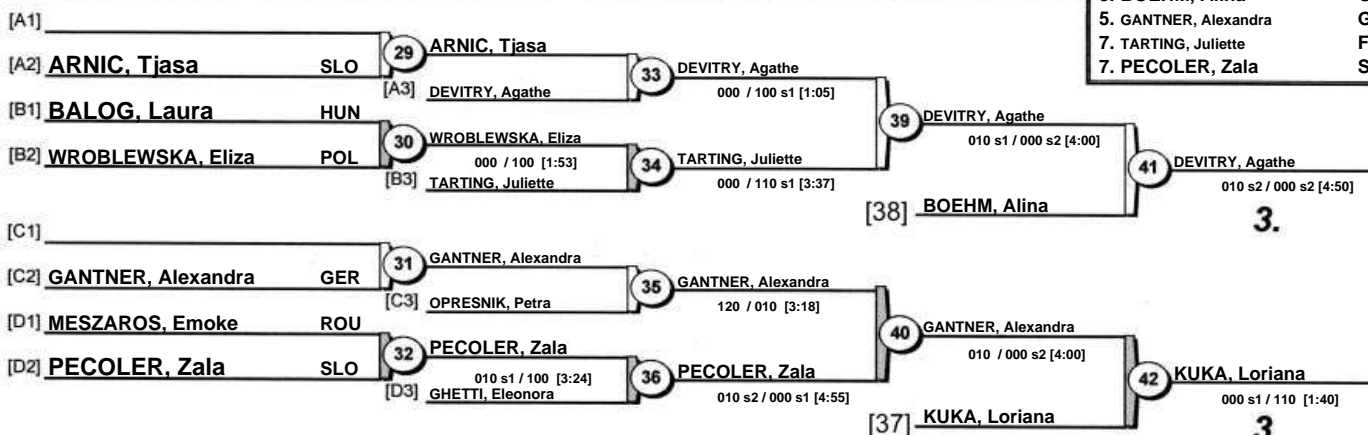 5. GANTNER, Alexandra G
7. TARTING, Juliette F
7. PECOLER, Zala S
[A1]
[A2] ARNIC, Tjasa SLO
29
ARNIC, Tjasa
[A3] DEVITRY, Agathe
33
DEVITRY, Agathe
000 / 100 s1 [1:05]
[B1] BALOG, Laura HUN
[B2] WROBLEWSKA, Eliza POL
30
WROBLEWSKA, Eliza
000 / 100 [1:53]
[B3] TARTING, Juliette
34
TARTING, Juliette
000 / 110 s1 [3:37]
39
DEVITRY, Agathe
010 s1 / 000 s2 [4:00]
[38] BOEHM, Alina
41
DEVITRY, Agathe
010 s2 / 000 s2 [4:50]
3.
[C1]
[C2] GANTNER, Alexandra GER
31
GANTNER, Alexandra
[C3] OPRESNIK, Petra
35
GANTNER, Alexandra
120 / 010 [3:18]
[D1] MESZAROS, Emoke ROU
[D2] PECOLER, Zala SLO
32
PECOLER, Zala
010 s1 / 100 [3:24]
[D3] GHETTI, Eleonora
36
PECOLER, Zala
010 s2 / 000 s1 [4:55]
40
GANTNER, Alexandra
010 / 000 s2 [4:00]
[37] KUKA, Loriana
42
KUKA, Loriana
000 s1 / 110 [1:40]
3